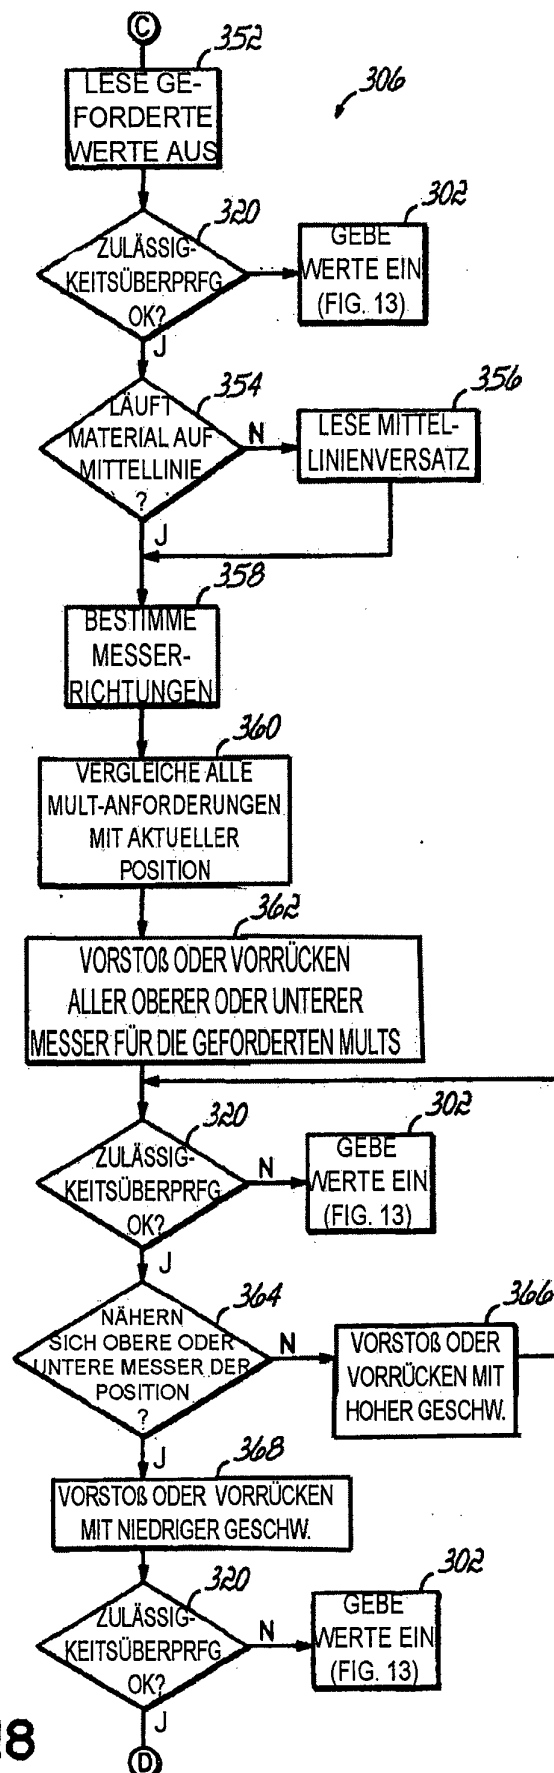 C
352
LESE GE-
FORDERTE
WERTE AUS
306
320
ZULÄSSIG-
KEITSÜBERPRFG
OK?
J
302
GEBE
WERTE EIN
(FIG. 13)
354
LÄUFT
MATERIAL AUF
MITTELLINIE
?
N
J
356
LESE MITTEL-
LINIENVERSATZ
358
BESTIMME
MESSER-
RICHTUNGEN
360
VERGLEICHE ALLE
MULT-ANFORDERUNGEN
MIT AKTUELLER
POSITION
362
VORSTOß ODER VORRÜCKEN
ALLER OBERER ODER UNTERER
MESSER FÜR DIE GEFORDERTEN MULTS
320
ZULÄSSIG-
KEITSÜBERPRFG
OK?
N
J
302
GEBE
WERTE EIN
(FIG. 13)
364
NÄHERN
SICH OBERE ODER
UNTERE MESSER DER
POSITION
?
N
J
366
VORSTOß ODER
VORRÜCKEN MIT
HOHER GESCHW.
368
VORSTOß ODER VORRÜCKEN
MIT NIEDRIGER GESCHW.
320
ZULÄSSIG-
KEITSÜBERPRFG
OK?
N
J
302
GEBE
WERTE EIN
(FIG. 13)
D